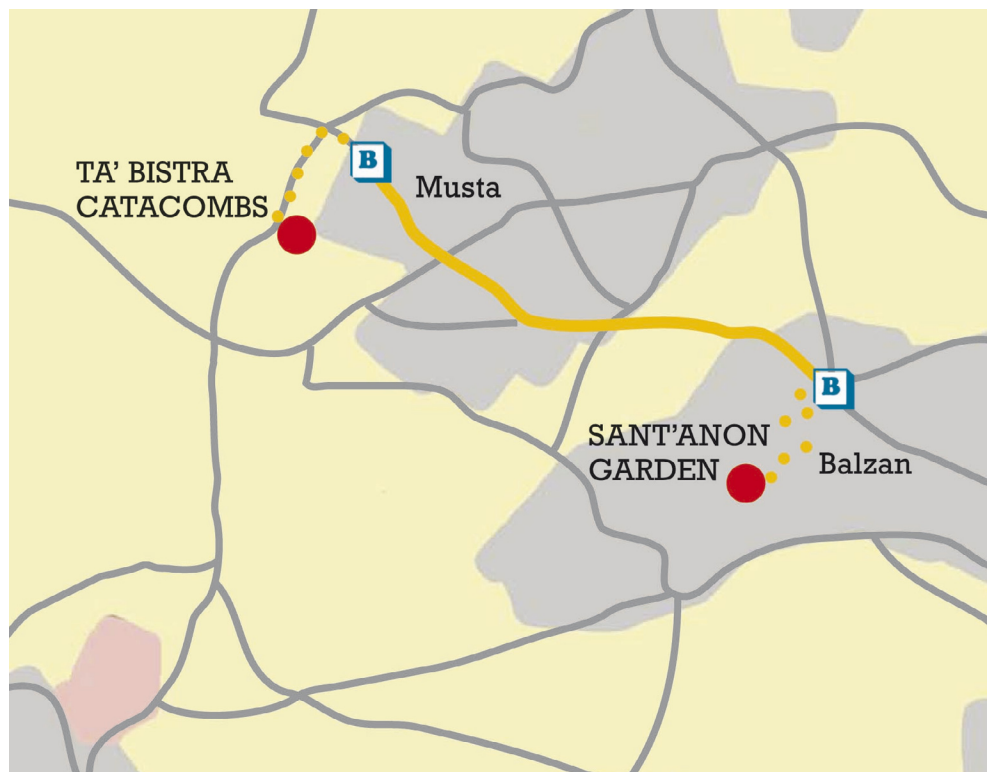 B
TA' BISTRA
CATACOMBS
Musta
B
SANT'ANON
GARDEN
Balzan